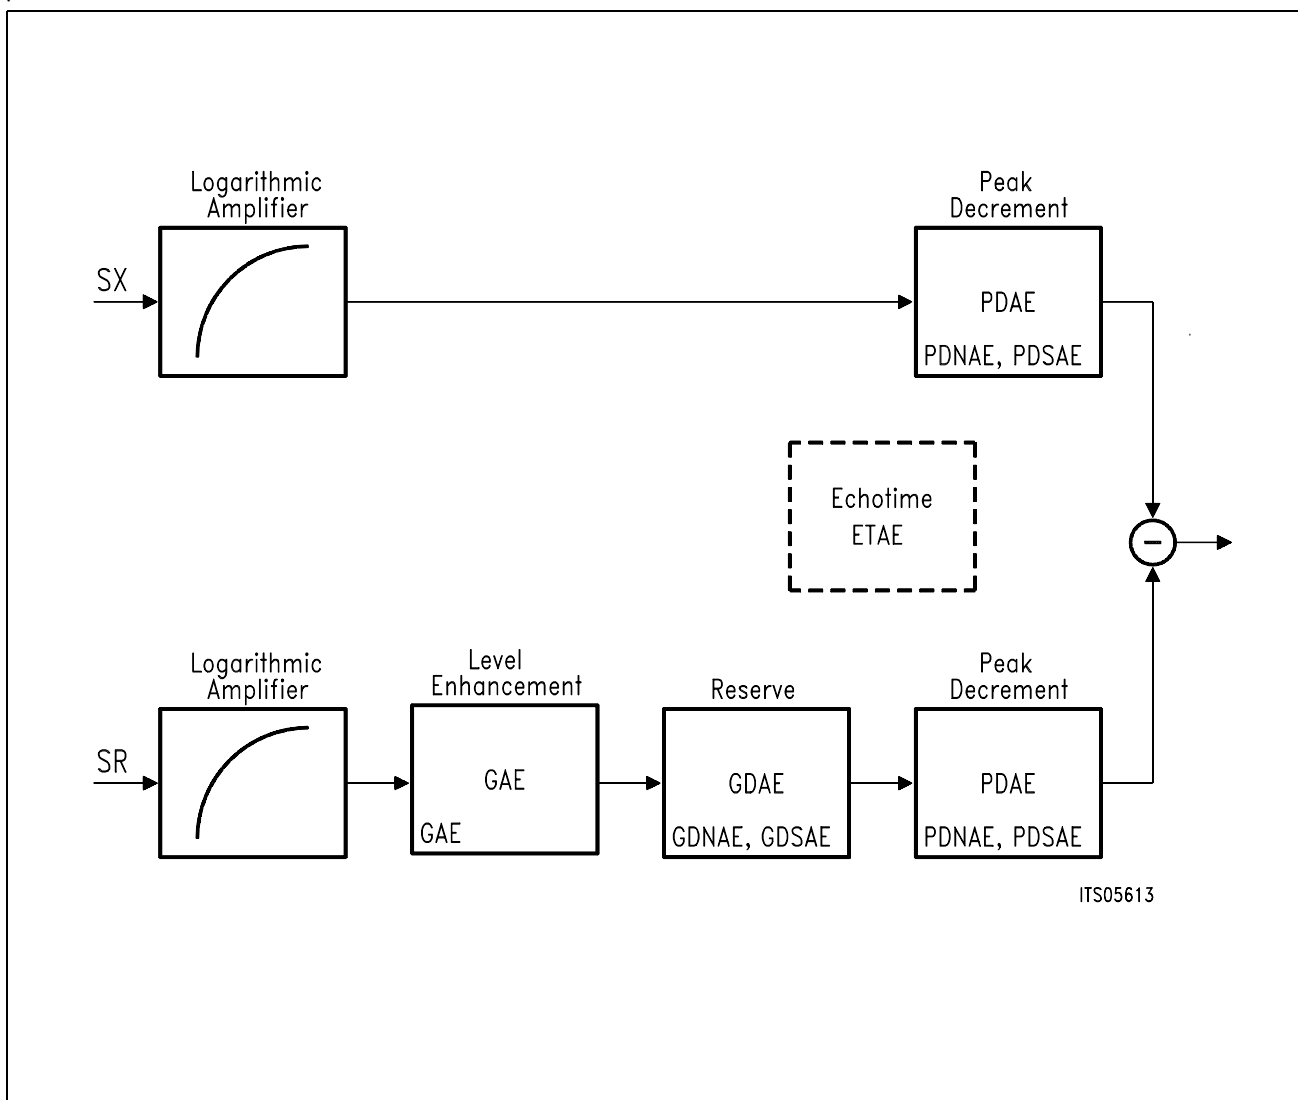 Logarithmic
Amplifier
Peak
Decrement
SX
PDAE
PDNAE, PDSAE
Echotime
ETAE
−
Logarithmic
Amplifier
Level
Enhancement
Reserve
Peak
Decrement
SR
GAE
GAE
GDAE
GDNAE, GDSAE
PDAE
PDNAE, PDSAE
ITS05613